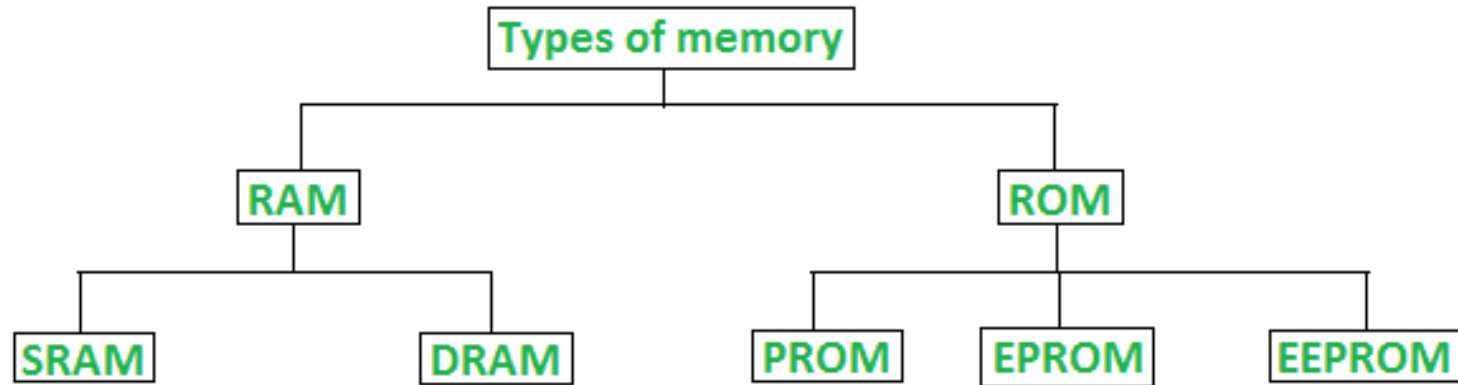 Types of memory
RAM
ROM
SRAM
DRAM
PROM
EPROM
EEPROM